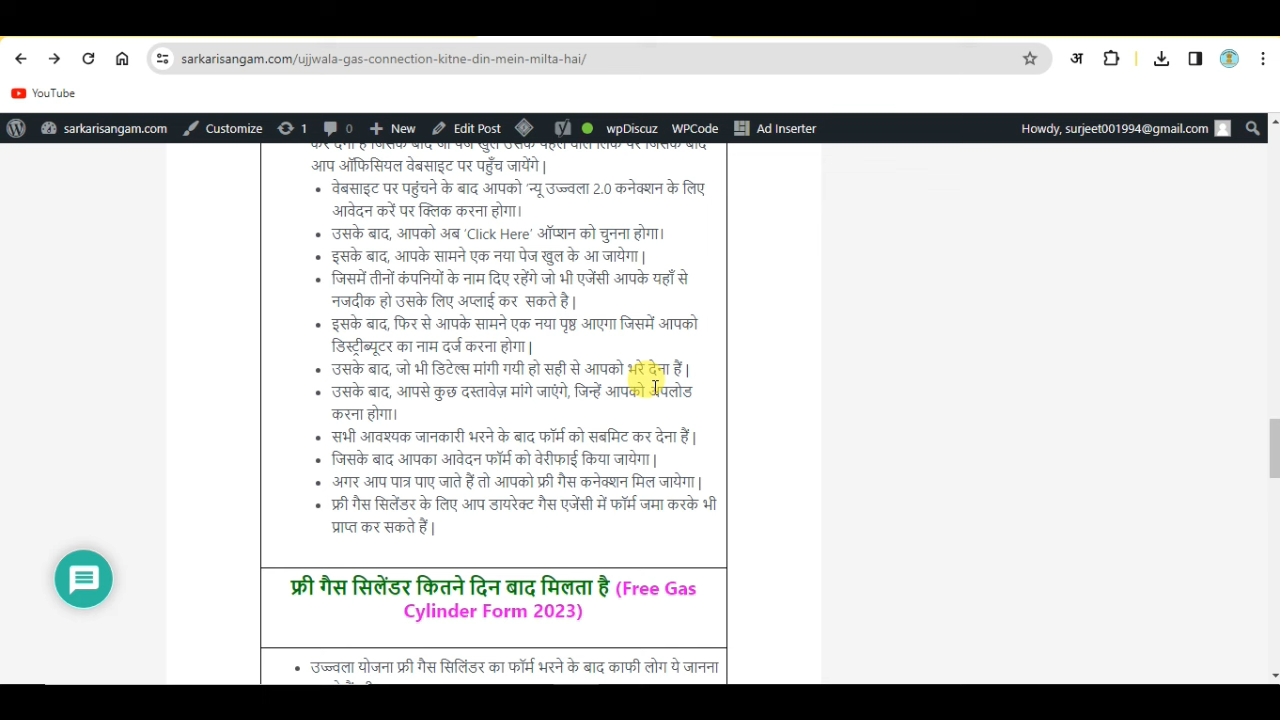 sarkarisangam.com/ujjwala-gas-connection-kitne-din-mein-milta-hai/
अ
YouTube
sarkarisangam.com Customize 1 0 New Edit Post wpDiscuz WPCode Ad Inserter Howdy, surjeet001994@gmail.com
आप ऑफिसियल वेबसाइट पर पहुँच जायेंगे |
वेबसाइट पर पहुंचने के बाद आपको 'न्यू उज्ज्वला 2.0 कनेक्शन के लिए
आवेदन करें पर क्लिक करना होगा।
उसके बाद, आपको अब 'Click Here' ऑप्शन को चुनना होगा।
इसके बाद, आपके सामने एक नया पेज खुल के आ जायेगा |
जिसमें तीनों कंपनियों के नाम दिए रहेंगे जो भी एजेंसी आपके यहाँ से
नजदीक हो उसके लिए अप्लाई कर सकते है |
इसके बाद, फिर से आपके सामने एक नया पृष्ठ आएगा जिसमें आपको
डिस्ट्रीब्यूटर का नाम दर्ज करना होगा |
उसके बाद, जो भी डिटेल्स मांगी गयी हो सही से आपको भरे देना हैं |
उसके बाद, आपसे कुछ दस्तावेज़ मांगे जाएंगे, जिन्हें आपको अपलोड
करना होगा।
सभी आवश्यक जानकारी भरने के बाद फॉर्म को सबमिट कर देना हैं |
जिसके बाद आपका आवेदन फॉर्म को वेरीफाई किया जायेगा |
अगर आप पात्र पाए जाते हैं तो आपको फ्री गैस कनेक्शन मिल जायेगा |
फ्री गैस सिलेंडर के लिए आप डायरेक्ट गैस एजेंसी में फॉर्म जमा करके भी
प्राप्त कर सकते हैं |
फ्री गैस सिलेंडर कितने दिन बाद मिलता है (Free Gas
Cylinder Form 2023)
उज्ज्वला योजना फ्री गैस सिलिंडर का फॉर्म भरने के बाद काफी लोग ये जानना